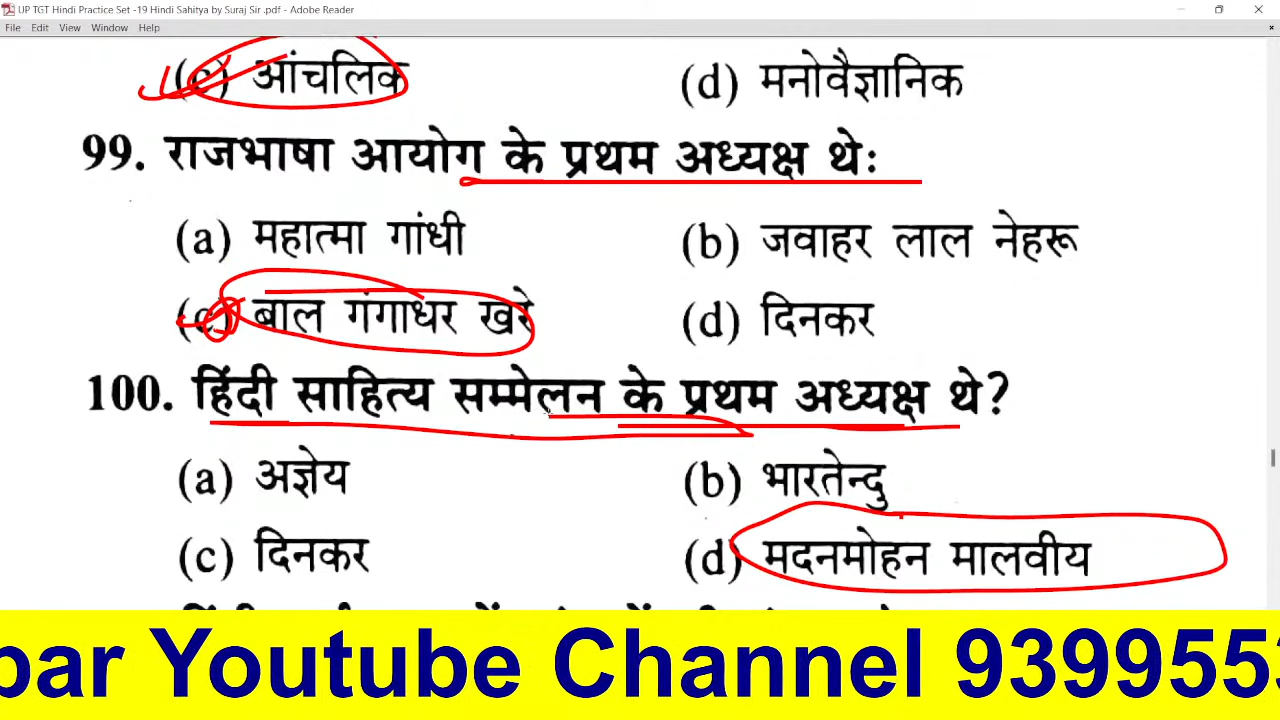 UP TGT Hindi Practice Set -19 Hindi Sahitya by Suraj Sir .pdf - Adobe Reader
File Edit View Window Help
(c) आंचलिक (d) मनोवैज्ञानिक
99. राजभाषा आयोग के प्रथम अध्यक्ष थेः
(a) महात्मा गांधी (b) जवाहर लाल नेहरू
(c) बाल गंगाधर खरे (d) दिनकर
100. हिंदी साहित्य सम्मेलन के प्रथम अध्यक्ष थे?
(a) अज्ञेय (b) भारतेन्दु
(c) दिनकर (d) मदनमोहन मालवीय
par Youtube Channel 939955